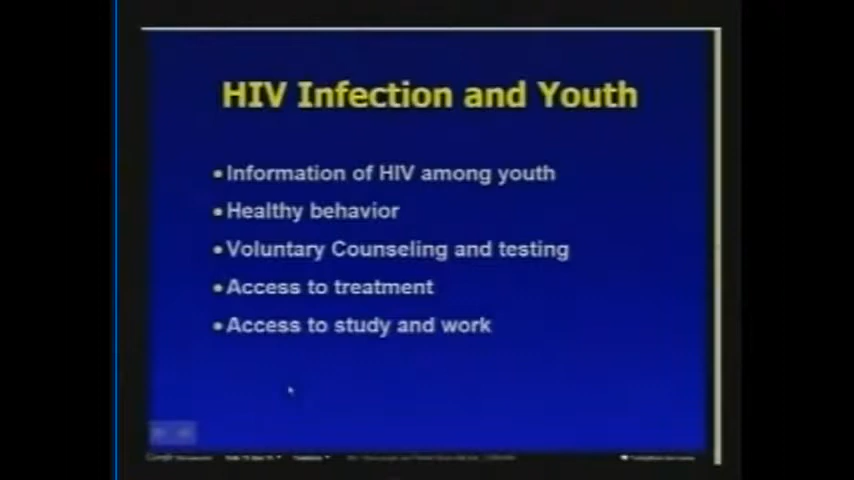 HIV Infection and Youth
•Information of HIV among youth
•Healthy behavior
•Voluntary Counseling and testing
•Access to treatment
•Access to study and work